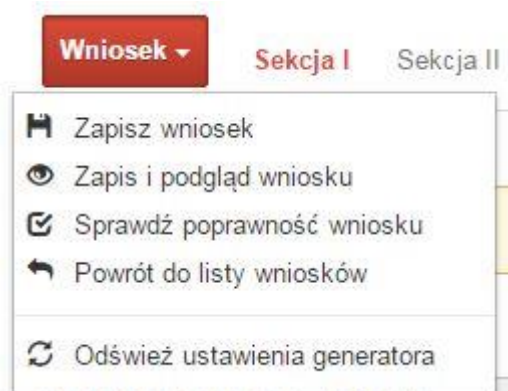 Wniosek Sekcja I Sekcja II
Zapisz wniosek
Zapis i podgląd wniosku
Sprawdź poprawność wniosku
Powrót do listy wniosków
Odśwież ustawienia generatora